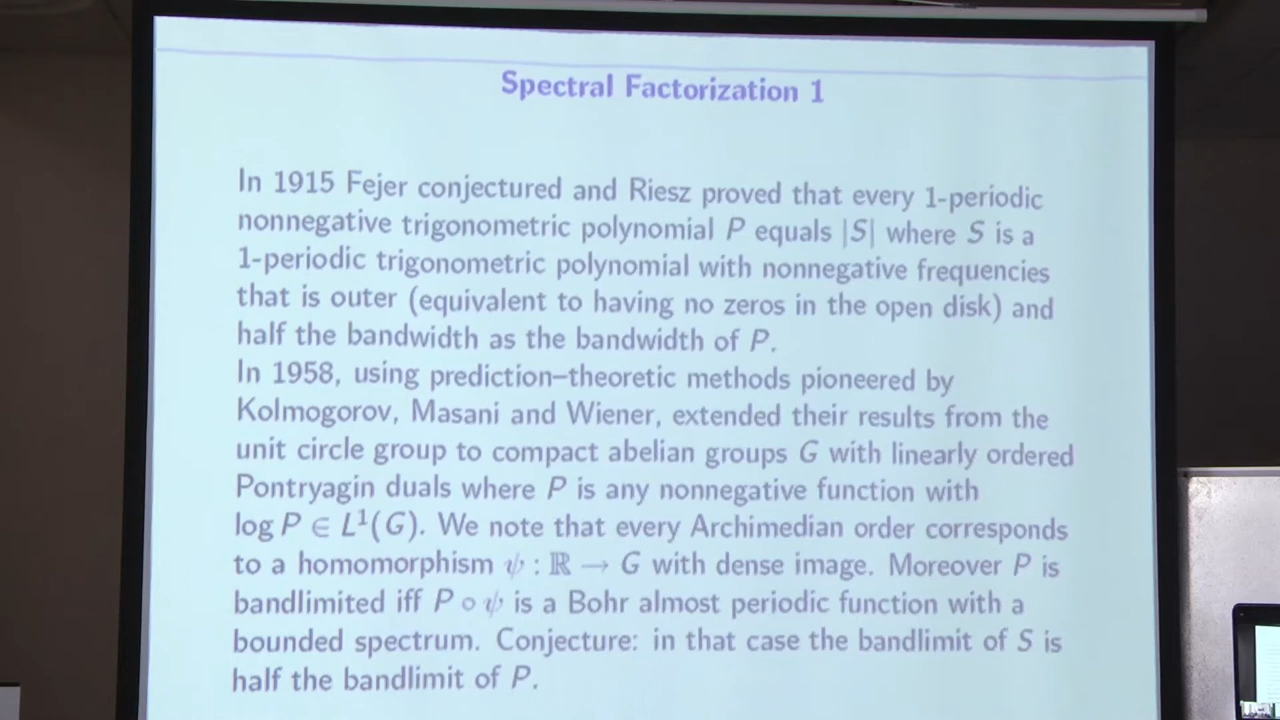 Spectral Factorization 1
In 1915 Fejer conjectured and Riesz proved that every 1-periodic
nonnegative trigonometric polynomial P equals |S| where S is a
1-periodic trigonometric polynomial with nonnegative frequencies
that is outer (equivalent to having no zeros in the open disk) and
half the bandwidth as the bandwidth of P.
In 1958, using prediction–theoretic methods pioneered by
Kolmogorov, Masani and Wiener, extended their results from the
unit circle group to compact abelian groups G with linearly ordered
Pontryagin duals where P is any nonnegative function with
log P ∈ L¹(G). We note that every Archimedian order corresponds
to a homomorphism ψ : ℝ → G with dense image. Moreover P is
bandlimited iff P ∘ ψ is a Bohr almost periodic function with a
bounded spectrum. Conjecture: in that case the bandlimit of S is
half the bandlimit of P.